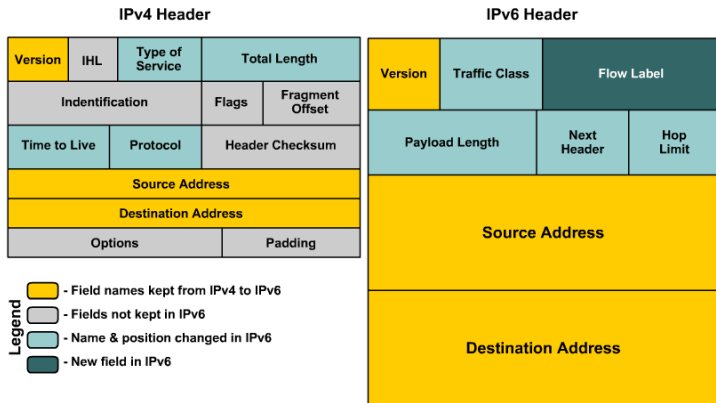 IPv4 Header
Version IHL Type of
Service Total Length
Indentification Flags Fragment
Offset
Time to Live Protocol Header Checksum
Source Address
Destination Address
Options Padding
Legend
- Field names kept from IPv4 to IPv6
- Fields not kept in IPv6
- Name & position changed in IPv6
- New field in IPv6
IPv6 Header
Version Traffic Class Flow Label
Payload Length Next
Header Hop
Limit
Source Address
Destination Address